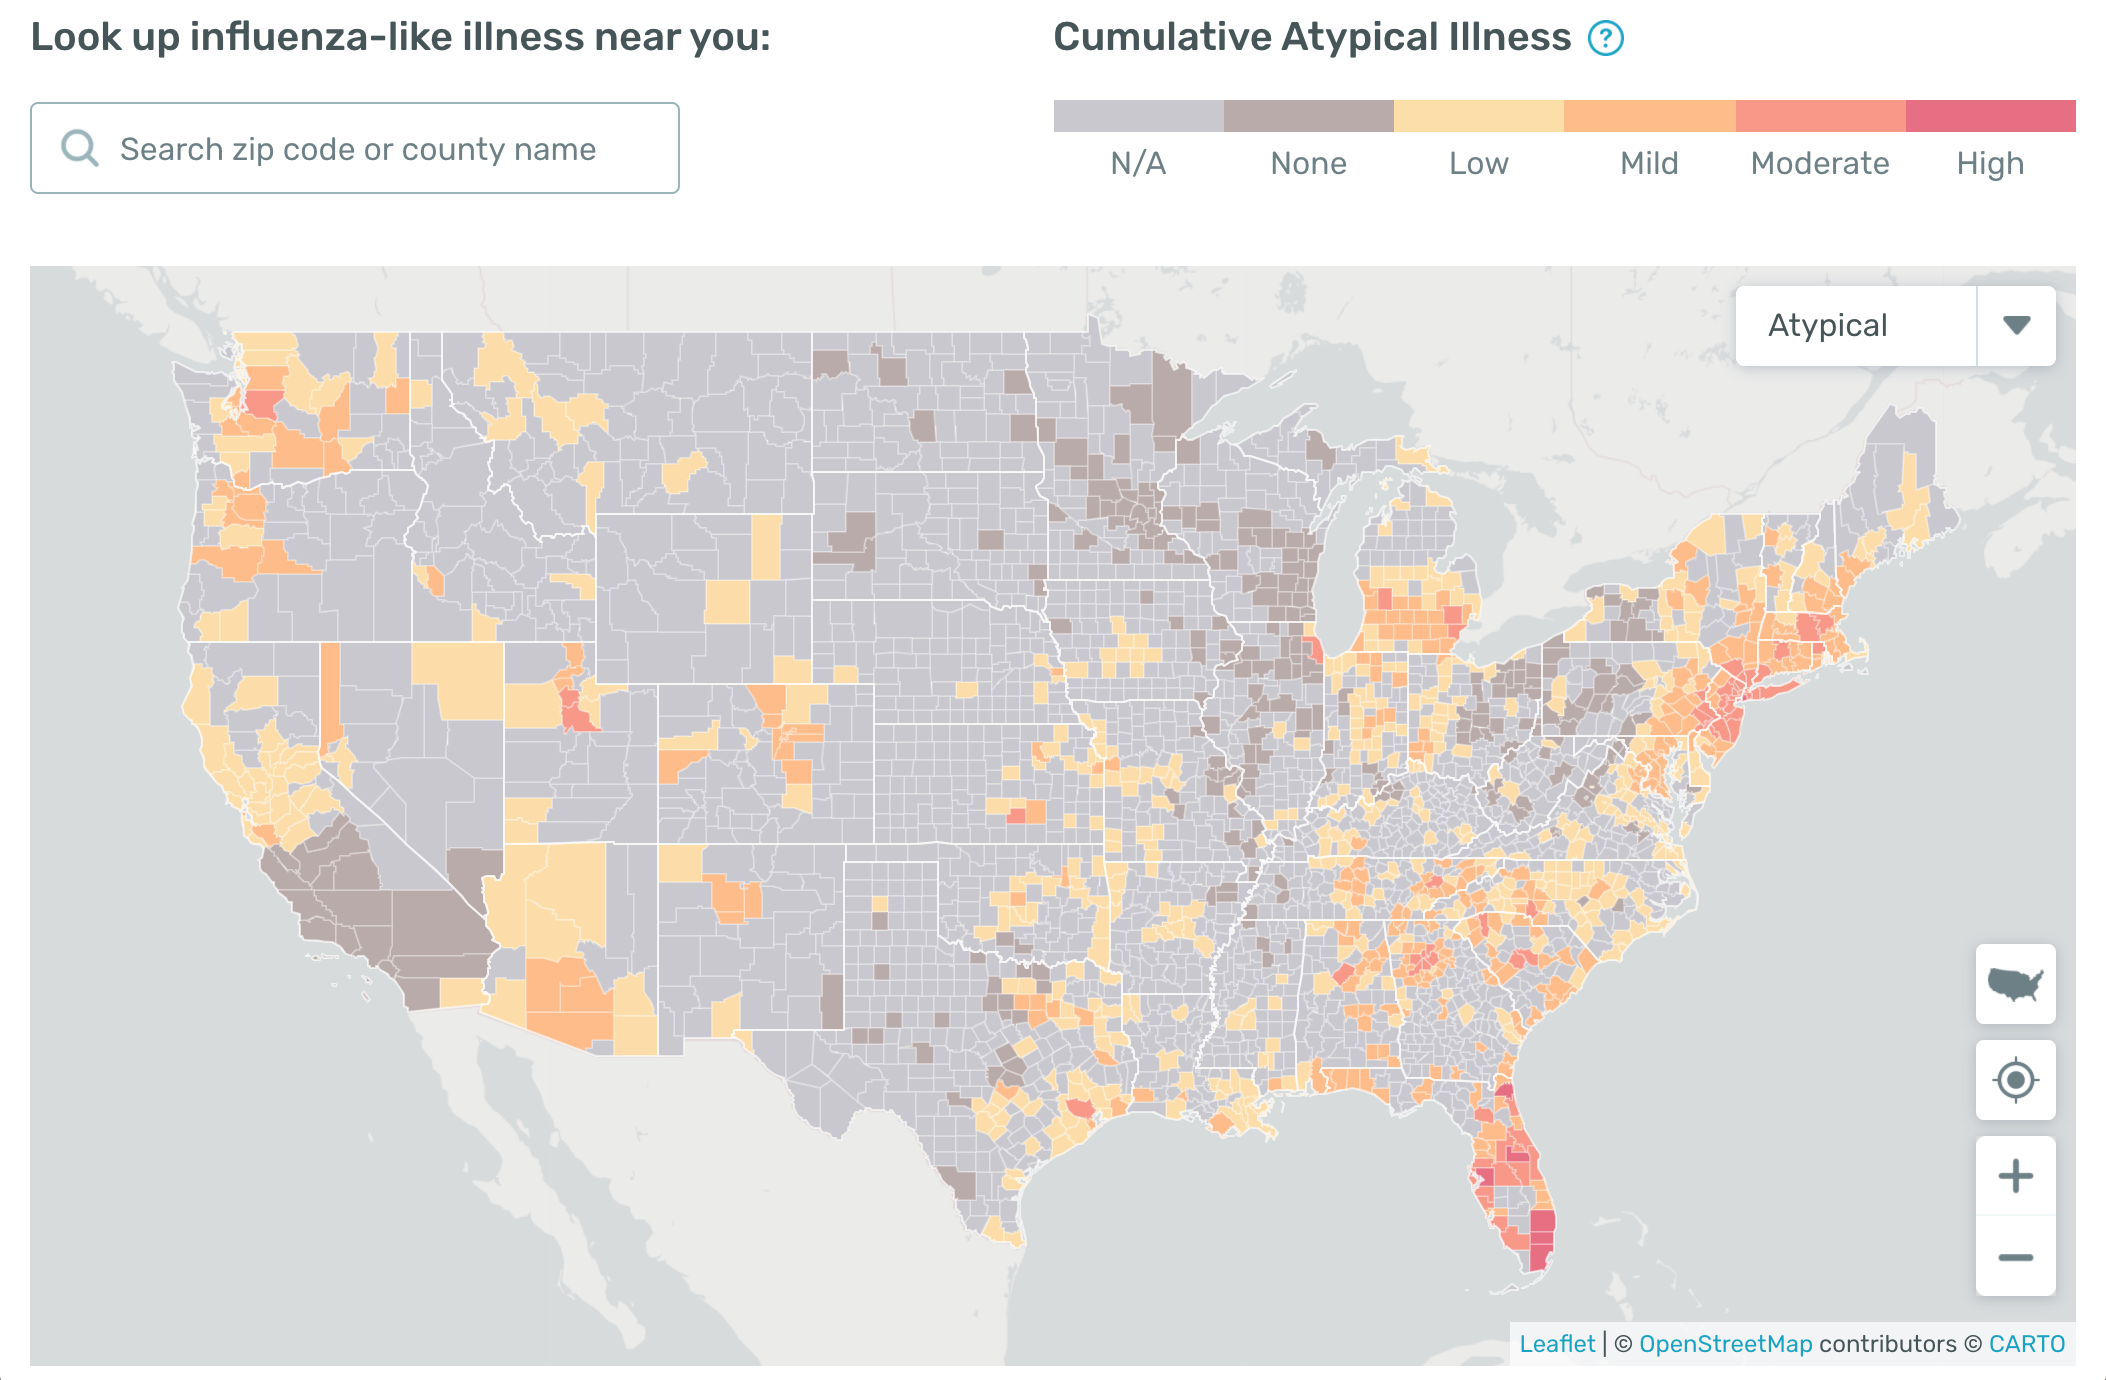 Look up influenza-like illness near you:
Search zip code or county name
Cumulative Atypical Illness ?
N/A None Low Mild Moderate High
Atypical
+
−
Leaflet | © OpenStreetMap contributors © CARTO